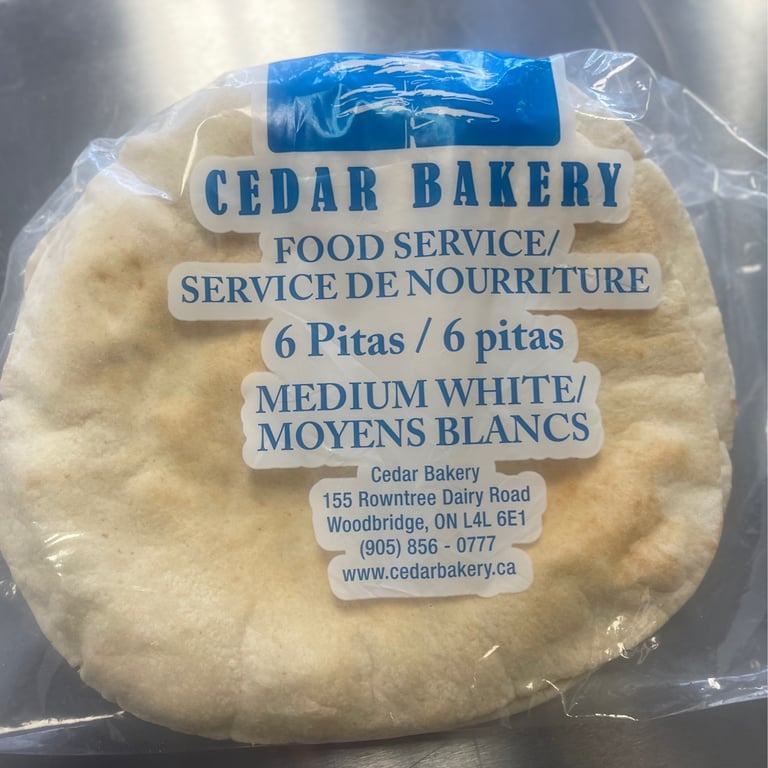 CEDAR BAKERY
FOOD SERVICE/
SERVICE DE NOURRITURE
6 Pitas / 6 pitas
MEDIUM WHITE/
MOYENS BLANCS
Cedar Bakery
155 Rowntree Dairy Road
Woodbridge, ON L4L 6E1
(905) 856 - 0777
www.cedarbakery.ca